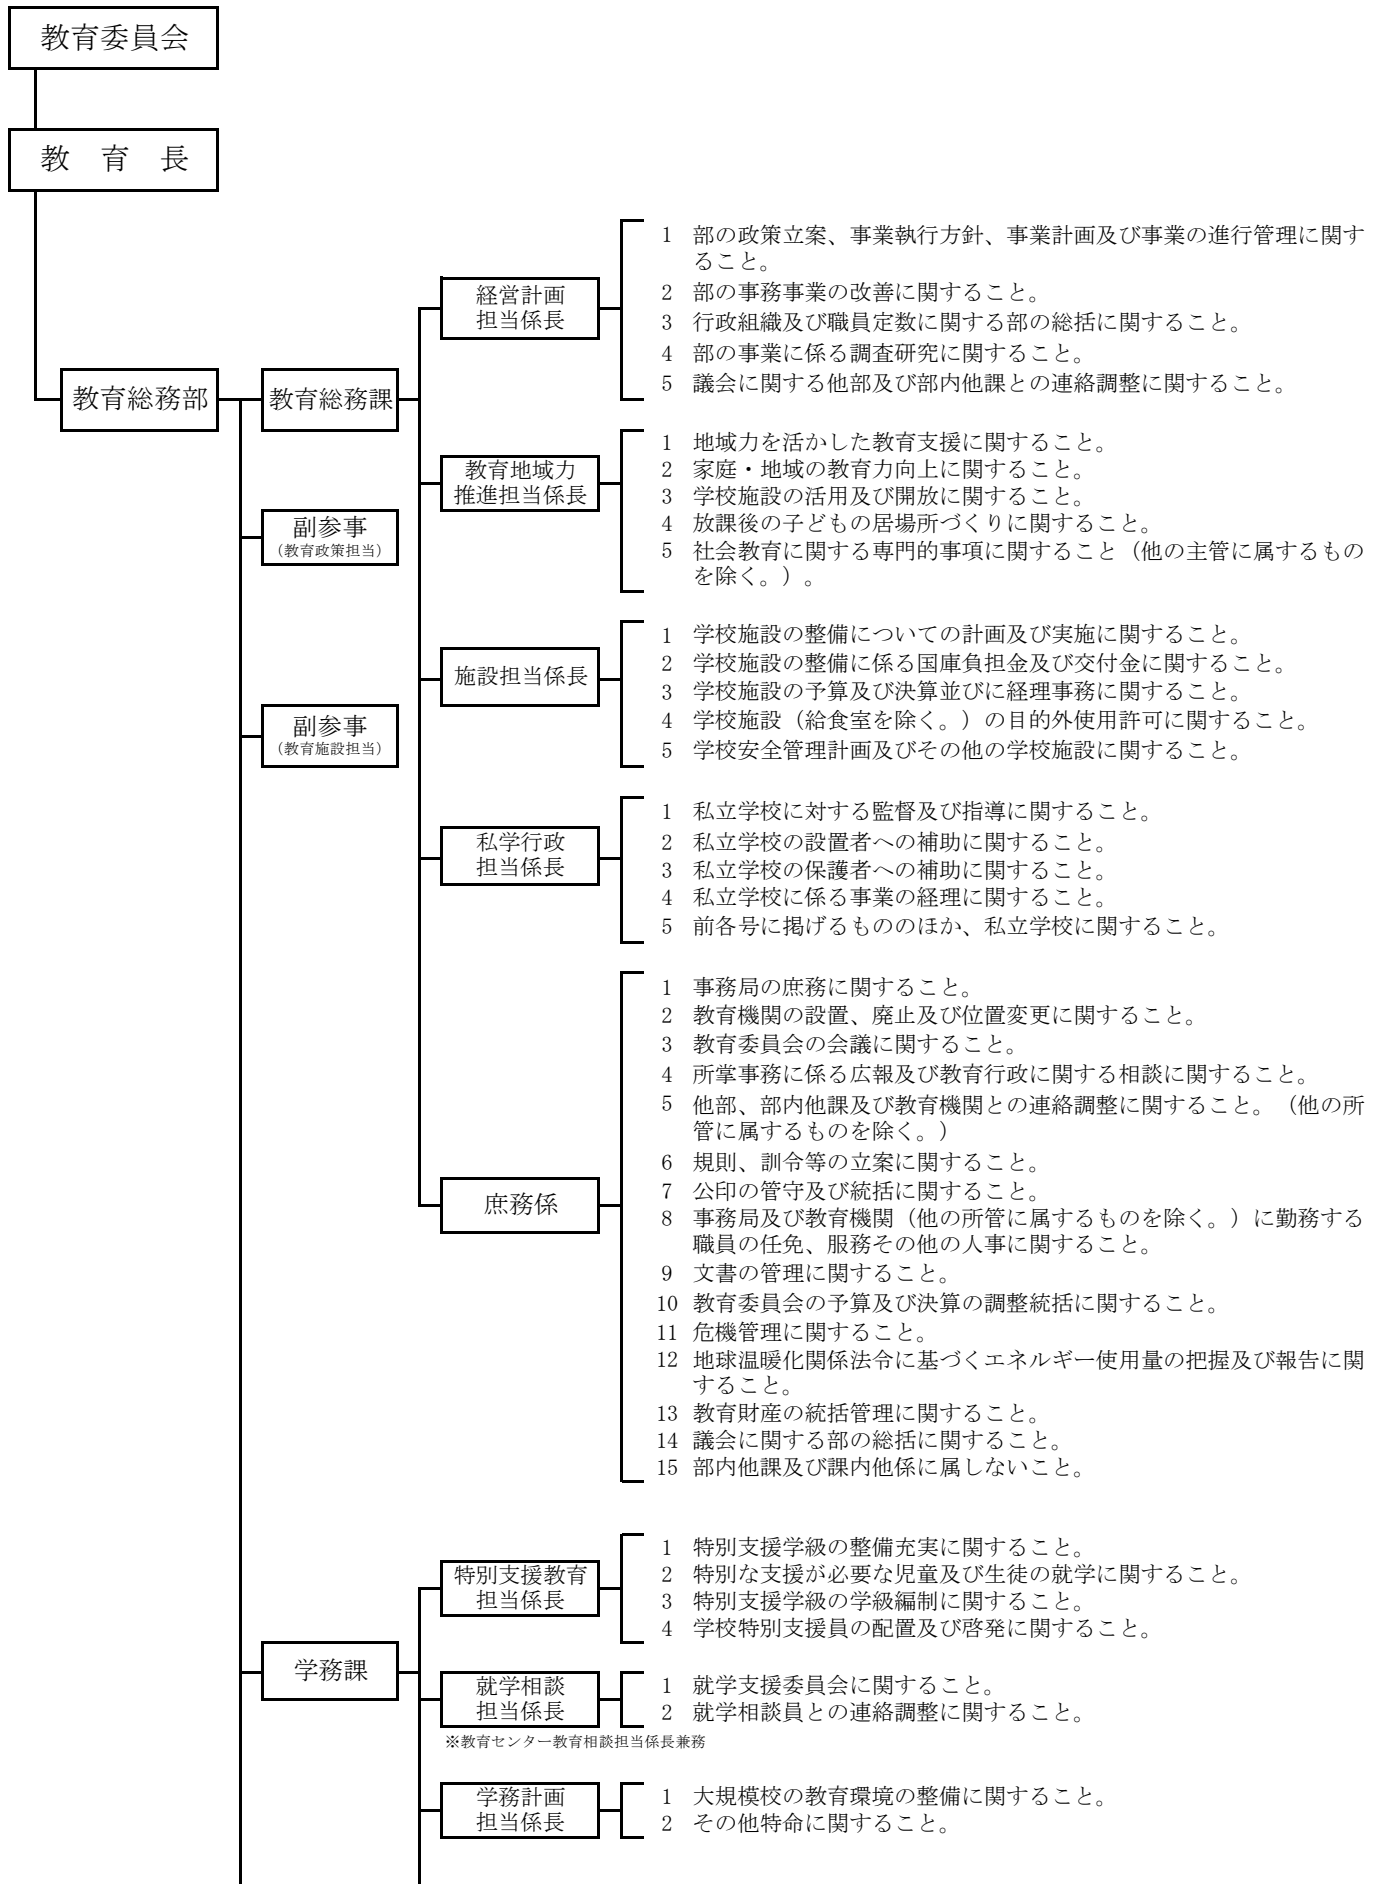 教育委員会
教　育　長
教育総務部
教育総務課
経営計画
担当係長
1 部の政策立案、事業執行方針、事業計画及び事業の進行管理に関す
ること。
2 部の事務事業の改善に関すること。
3 行政組織及び職員定数に関する部の総括に関すること。
4 部の事業に係る調査研究に関すること。
5 議会に関する他部及び部内他課との連絡調整に関すること。
教育地域力
推進担当係長
1 地域力を活かした教育支援に関すること。
2 家庭・地域の教育力向上に関すること。
3 学校施設の活用及び開放に関すること。
4 放課後の子どもの居場所づくりに関すること。
5 社会教育に関する専門的事項に関すること（他の主管に属するもの
を除く。）。
副参事
（教育政策担当）
施設担当係長
1 学校施設の整備についての計画及び実施に関すること。
2 学校施設の整備に係る国庫負担金及び交付金に関すること。
3 学校施設の予算及び決算並びに経理事務に関すること。
4 学校施設（給食室を除く。）の目的外使用許可に関すること。
5 学校安全管理計画及びその他の学校施設に関すること。
副参事
（教育施設担当）
私学行政
担当係長
1 私立学校に対する監督及び指導に関すること。
2 私立学校の設置者への補助に関すること。
3 私立学校の保護者への補助に関すること。
4 私立学校に係る事業の経理に関すること。
5 前各号に掲げるもののほか、私立学校に関すること。
庶務係
1 事務局の庶務に関すること。
2 教育機関の設置、廃止及び位置変更に関すること。
3 教育委員会の会議に関すること。
4 所掌事務に係る広報及び教育行政に関する相談に関すること。
5 他部、部内他課及び教育機関との連絡調整に関すること。（他の所
管に属するものを除く。）
6 規則、訓令等の立案に関すること。
7 公印の管守及び統括に関すること。
8 事務局及び教育機関（他の所管に属するものを除く。）に勤務する
職員の任免、服務その他の人事に関すること。
9 文書の管理に関すること。
10 教育委員会の予算及び決算の調整統括に関すること。
11 危機管理に関すること。
12 地球温暖化関係法令に基づくエネルギー使用量の把握及び報告に関
すること。
13 教育財産の統括管理に関すること。
14 議会に関する部の総括に関すること。
15 部内他課及び課内他係に属しないこと。
学務課
特別支援教育
担当係長
1 特別支援学級の整備充実に関すること。
2 特別な支援が必要な児童及び生徒の就学に関すること。
3 特別支援学級の学級編制に関すること。
4 学校特別支援員の配置及び啓発に関すること。
就学相談
担当係長
1 就学支援委員会に関すること。
2 就学相談員との連絡調整に関すること。
※教育センター教育相談担当係長兼務
学務計画
担当係長
1 大規模校の教育環境の整備に関すること。
2 その他特命に関すること。